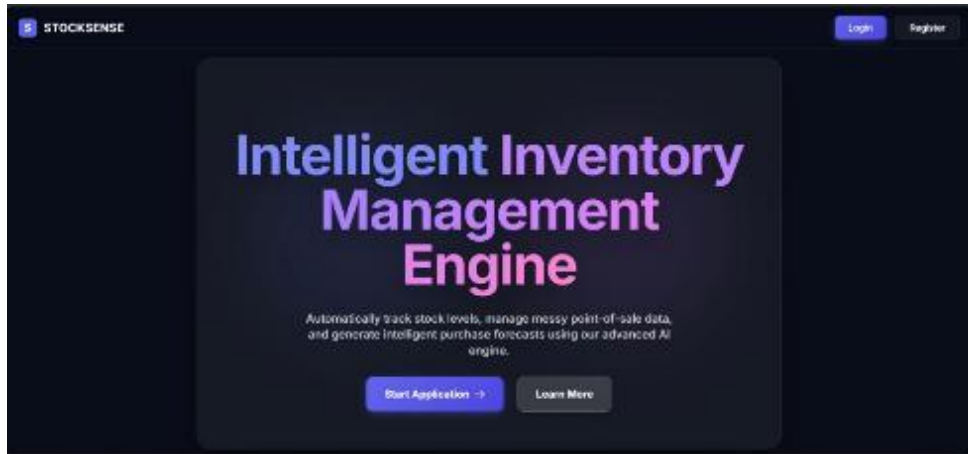 S STOCKSENSE
Login Register
Intelligent Inventory
Management
Engine
Automatically track stock levels, manage messy point-of-sale data,
and generate intelligent purchase forecasts using our advanced AI
engine.
Start Application → Learn More